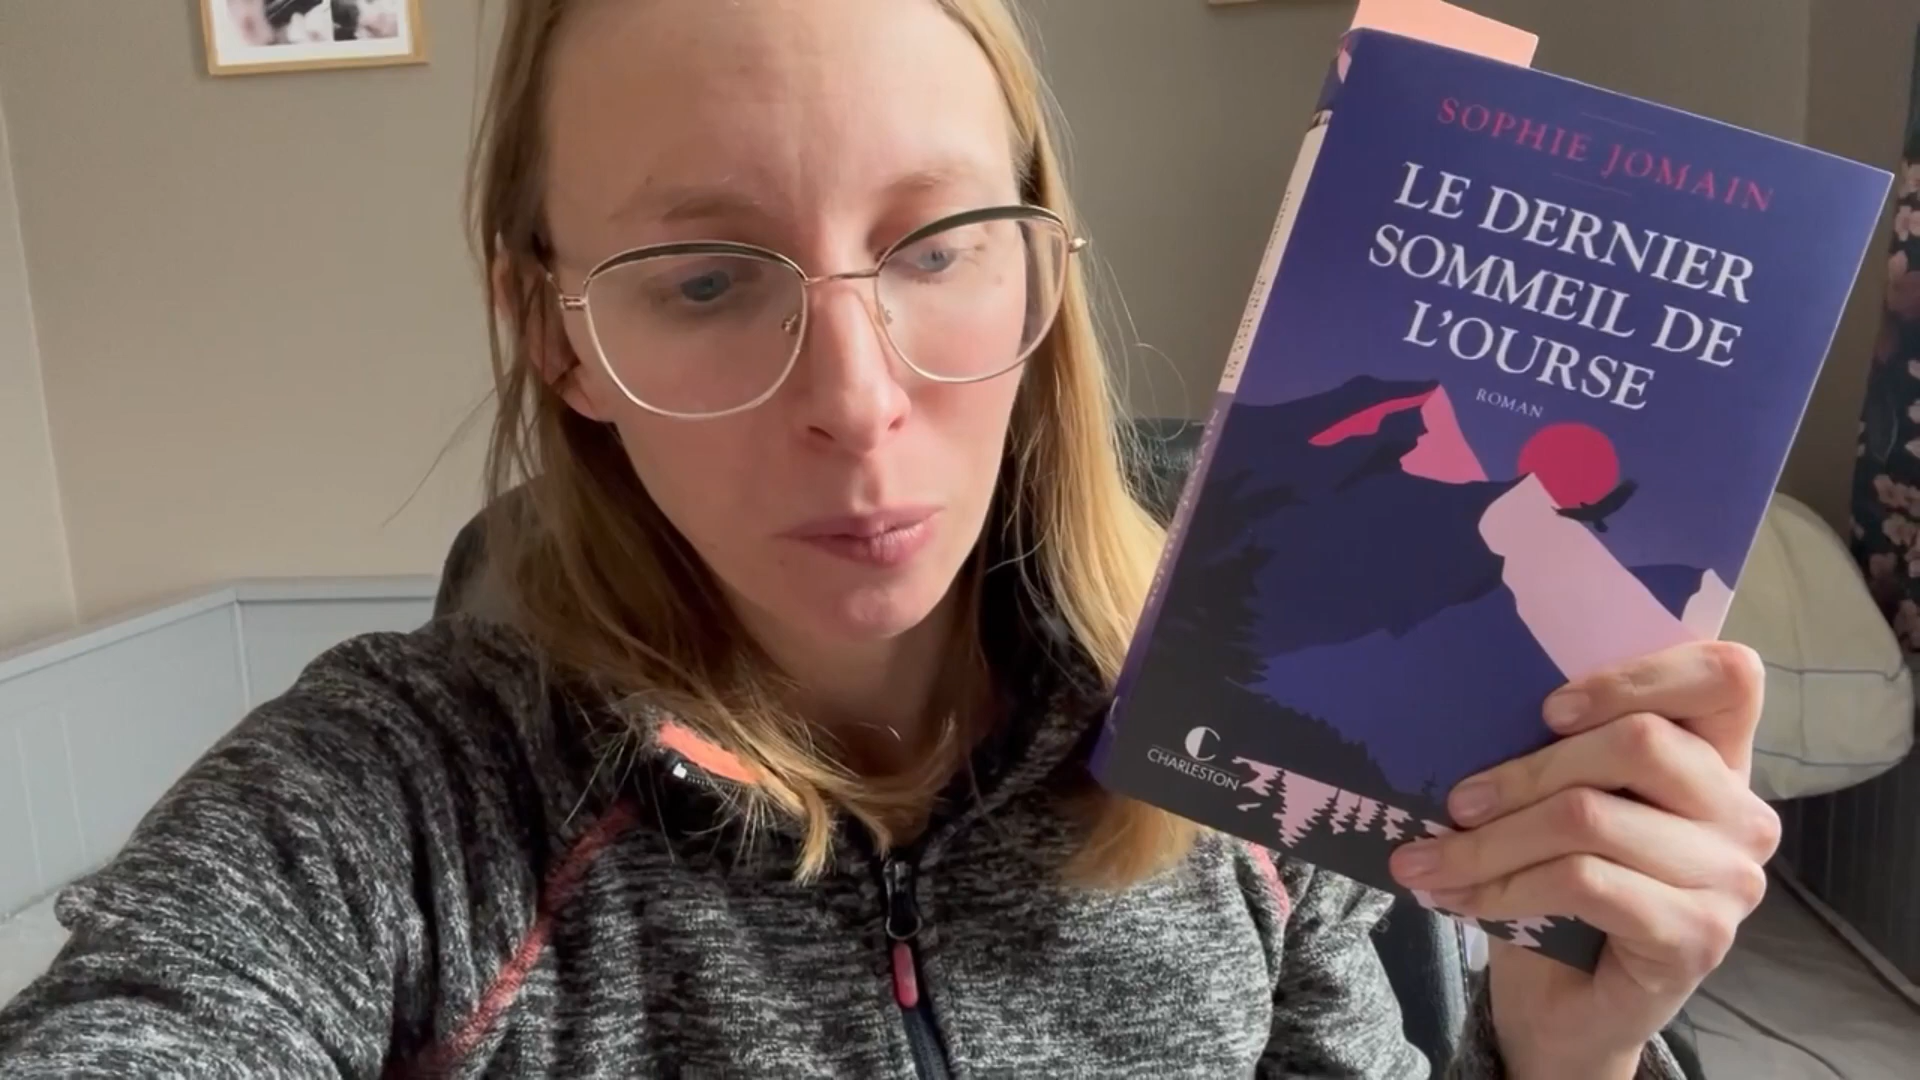 SOPHIE JOMAIN
LE DERNIER
SOMMEIL DE
L'OURSE
ROMAN
CHARLESTON